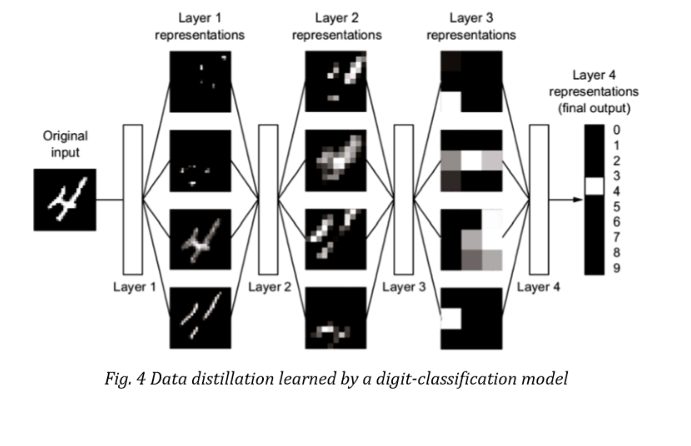 Layer 1
representations
Layer 2
representations
Layer 3
representations
Layer 4
representations
(final output)
Original
input
0
1
2
3
4
5
6
7
8
9
Layer 1
Layer 2
Layer 3
Layer 4
Fig. 4 Data distillation learned by a digit-classification model